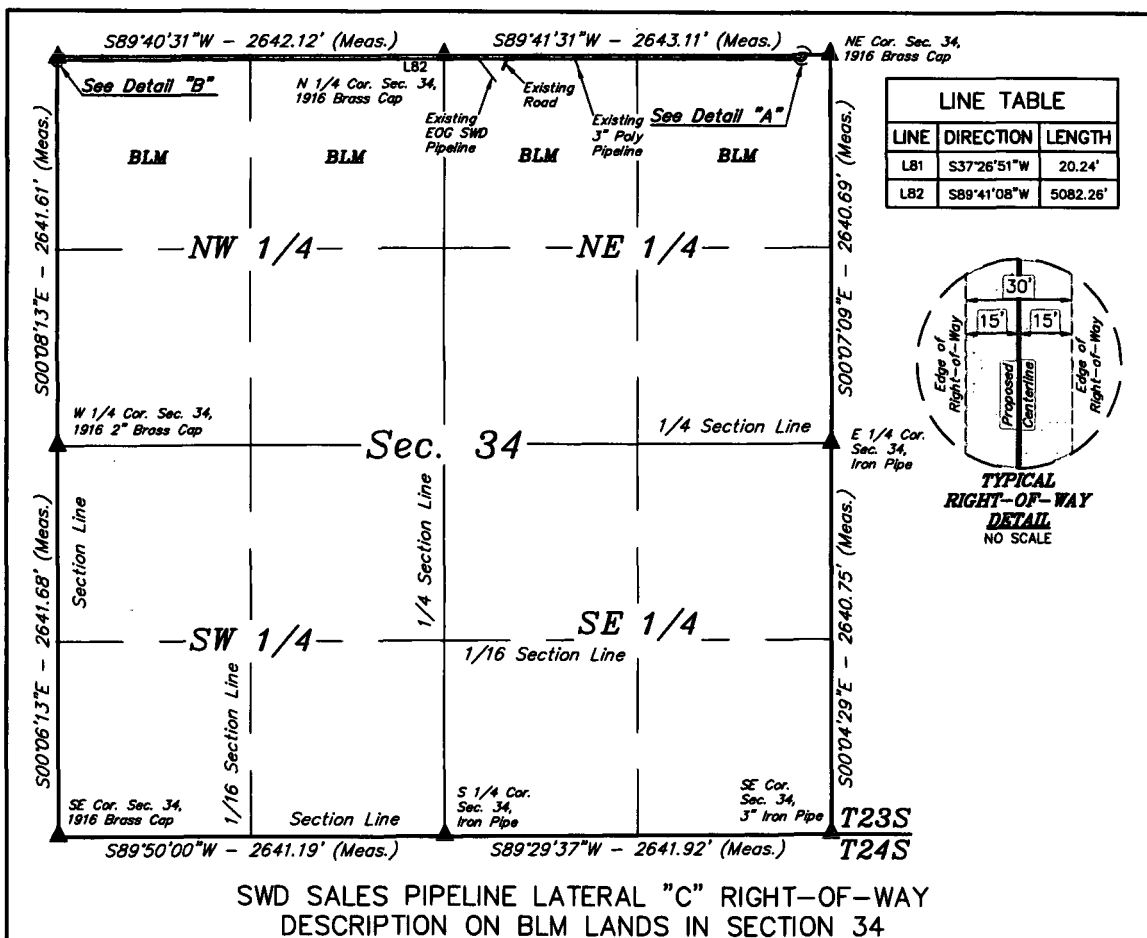 S89°40'31"W - 2642.12' (Meas.)
S89°41'31"W - 2643.11' (Meas.)
NE Cor. Sec. 34,
1916 Brass Cap
See Detail "B"
N 1/4 Cor. Sec. 34,
1916 Brass Cap
L82
Existing
EOG SWD
Pipeline
Existing
Road
Existing
3" Poly
Pipeline
See Detail "A"
BLM
BLM
BLM
BLM
LINE TABLE
LINE DIRECTION LENGTH
L81 S37°26'51"W 20.24'
L82 S89°41'08"W 5082.26'
S00°08'13"E - 2641.61' (Meas.)
NW 1/4
NE 1/4
S00°07'09"E - 2640.69' (Meas.)
30'
15' 15'
Edge of
Right-of-Way
Proposed
Centerline
Edge of
Right-of-Way
TYPICAL
RIGHT-OF-WAY
DETAIL
NO SCALE
W 1/4 Cor. Sec. 34,
1916 2" Brass Cap
Sec. 34
1/4 Section Line
E 1/4 Cor.
Sec. 34,
Iron Pipe
S00°06'13"E - 2641.68' (Meas.)
Section Line
1/4 Section Line
SW 1/4
SE 1/4
1/16 Section Line
1/16 Section Line
S00°04'29"E - 2640.75' (Meas.)
SE Cor. Sec. 34,
1916 Brass Cap
Section Line
S 1/4 Cor.
Sec. 34,
Iron Pipe
SE Cor.
Sec. 34,
3" Iron Pipe
T23S
T24S
S89°50'00"W - 2641.19' (Meas.)
S89°29'37"W - 2641.92' (Meas.)
SWD SALES PIPELINE LATERAL "C" RIGHT-OF-WAY
DESCRIPTION ON BLM LANDS IN SECTION 34